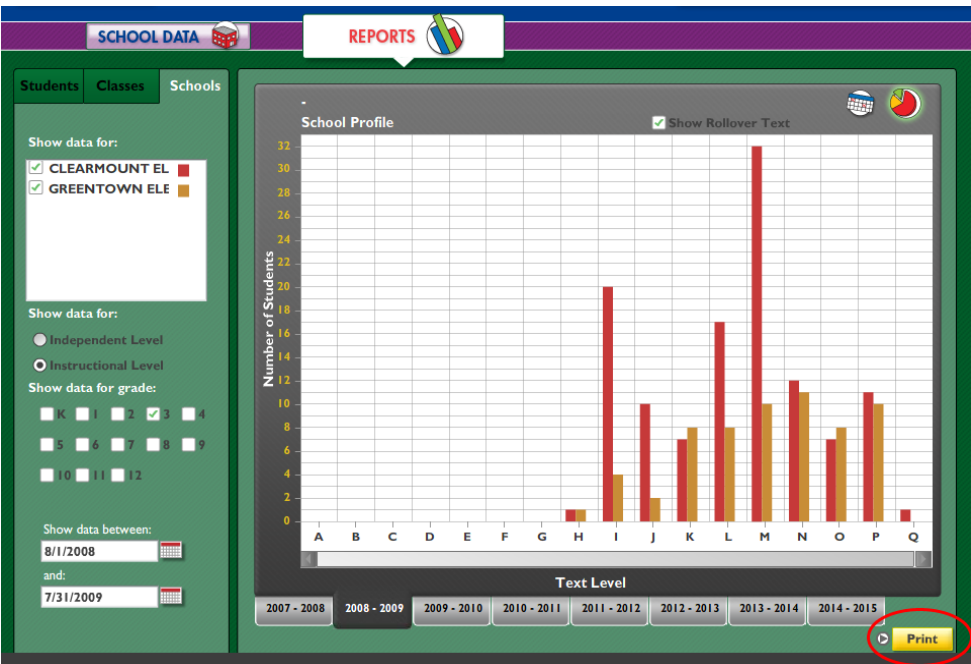 SCHOOL DATA
REPORTS
Students Classes Schools
Show data for:
CLEARMOUNT EL
GREENTOWN ELE
Show data for:
Independent Level
Instructional Level
Show data for grade:
K 1 2 3 4
5 6 7 8 9
10 11 12
Show data between:
8/1/2008
and:
7/31/2009
-
School Profile
Show Rollover Text
Number of Students
32
30
28
26
24
22
20
18
16
14
12
10
8
6
4
2
0
A B C D E F G H I J K L M N O P Q
Text Level
2007 - 2008 2008 - 2009 2009 - 2010 2010 - 2011 2011 - 2012 2012 - 2013 2013 - 2014 2014 - 2015
Print